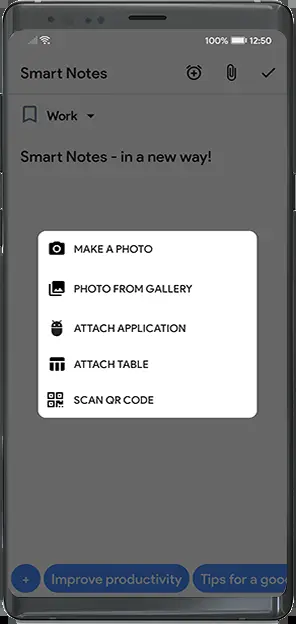 100% 12:50
Smart Notes
Work
Smart Notes - in a new way!
MAKE A PHOTO
PHOTO FROM GALLERY
ATTACH APPLICATION
ATTACH TABLE
SCAN QR CODE
+ Improve productivity Tips for a goo